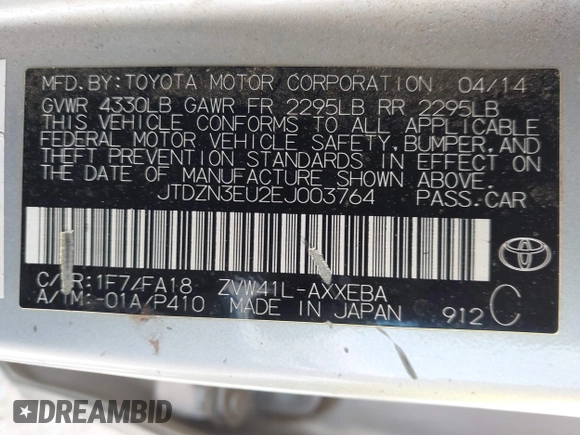 MFD.BY:TOYOTA MOTOR CORPORATION 04/14
GVWR 4330LB GAWR FR 2295LB RR 2295LB
THIS VEHICLE CONFORMS TO ALL APPLICABLE
FEDERAL MOTOR VEHICLE SAFETY,BUMPER,AND
THEFT PREVENTION STANDARDS IN EFFECT ON
THE DATE OF MANUFACTURE SHOWN ABOVE.
JTDZN3EU2EJ003764 PASS.CAR
C/TR:1F7/FA18 ZVW41L-AXXEBA
A/TM:-01A/P410 MADE IN JAPAN 912 C
TOYOTA
DREAMBID